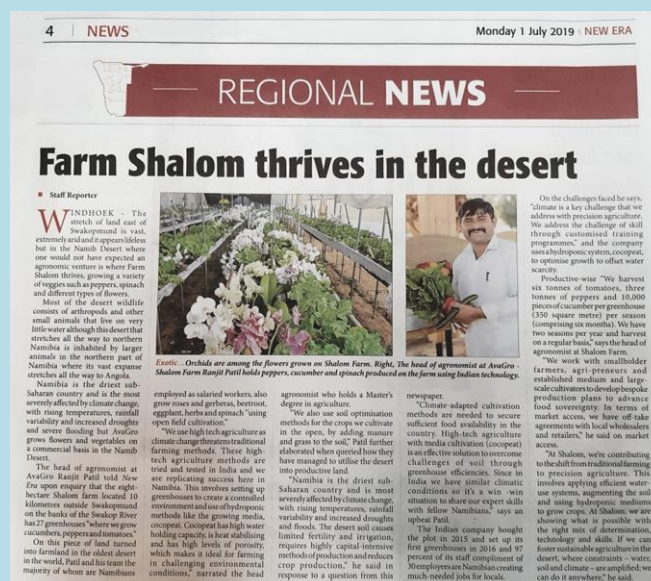 4 NEWS
Monday 1 July 2019 NEW ERA
REGIONAL NEWS
Farm Shalom thrives in the desert
Staff Reporter
WINDHOEK - The
stretch of land east of
Swakopmund is vast,
extremely arid and it appears lifeless
but in the Namib Desert where
one would not have expected an
agronomic venture is where Farm
Shalom thrives, growing a variety
of veggies such as peppers, spinach
and different types of flowers.
Most of the desert wildlife
consists of arthropods and other
small animals that live on very
little water although this desert that
stretches all the way to northern
Namibia is inhabited by larger
animals in the northern part of
Namibia where its vast expanse
stretches all the way to Angola.
Namibia is the driest sub-
Saharan country and is the most
severely affected by climate change,
with rising temperatures, rainfall
variability and increased droughts
and severe flooding but AvaGro
grows flowers and vegetables on
a commercial basis in the Namib
Desert.
The head of agronomist at
AvaGro Ranjit Patil told New
Era upon enquiry that the eight-
hectare Shalom farm located 10
kilometres outside Swakopmund
on the banks of the Swakop River
has 27 greenhouses "where we grow
cucumbers, peppers and tomatoes."
On this piece of land turned
into farmland in the oldest desert
in the world, Patil and his team the
majority of whom are Namibians
Exotic... Orchids are among the flowers grown on Shalom Farm. Right, The head of agronomist at AvaGro -
Shalom Farm Ranjit Patil holds peppers, cucumber and spinach produced on the farm using Indian technology.
employed as salaried workers, also
grow roses and gerberas, beetroot,
eggplant, herbs and spinach "using
open field cultivation."
"We use high tech agriculture as
climate change threatens traditional
farming methods. These high-
tech agriculture methods are
tried and tested in India and we
are replicating success here in
Namibia. This involves setting up
greenhouses to create a controlled
environment and use of hydroponic
methods like the growing media,
cocopeat. Cocopeat has high water
holding capacity, is heat stabilising
and has high levels of porosity,
which makes it ideal for farming
in challenging environmental
conditions," narrated the head
agronomist who holds a Master's
degree in agriculture.
"We also use soil optimisation
methods for the crops we cultivate
in the open, by adding manure
and grass to the soil," Patil further
elaborated when queried how they
have managed to utilise the desert
into productive land.
"Namibia is the driest sub-
Saharan country and is most
severely affected by climate change,
with rising temperatures, rainfall
variability and increased droughts
and floods. The desert soil causes
limited fertility and irrigation,
requires highly capital-intensive
methods of production and reduces
crop production," he said in
response to a question from this
newspaper.
"Climate-adapted cultivation
methods are needed to secure
sufficient food availability in the
country. High-tech agriculture
with media cultivation (cocopeat)
is an effective solution to overcome
challenges of soil through
greenhouse efficiencies. Since in
India we have similar climatic
conditions so it's a win -win
situation to share our expert skills
with fellow Namibians," says an
upbeat Patil.
The Indian company bought
the plot in 2015 and set up its
first greenhouses in 2016 and 97
percent of its staff compliment of
30 employees are Namibian creating
much-needed jobs for locals.
On the challenges faced he says,
"climate is a key challenge that we
address with precision agriculture.
We address the challenge of skill
through customised training
programmes," and the company
uses a hydroponic system, cocopeat,
to optimise growth to offset water
scarcity.
Productive-wise "We harvest
six tonnes of tomatoes, three
tonnes of peppers and 10,000
pieces of cucumber per greenhouse
(350 square metre) per season
(comprising six months). We have
two seasons per year and harvest
on a regular basis," says the head of
agronomist at Shalom Farm.
"We work with smallholder
farmers, agri-preneurs and
established medium and large-
scale cultivators to develop bespoke
production plans to advance
food sovereignty. In terms of
market access, we have off-take
agreements with local wholesalers
and retailers," he said on market
access.
"At Shalom, we're contributing
to the shift from traditional farming
to precision agriculture. This
involves applying efficient water-
use systems, augmenting the soil
and using hydroponic mediums
to grow crops. At Shalom, we are
showing what is possible with
the right mix of determination,
technology and skills. If we can
foster sustainable agriculture in the
desert, where constraints – water,
soil and climate – are amplified; we
can do it anywhere," he said.